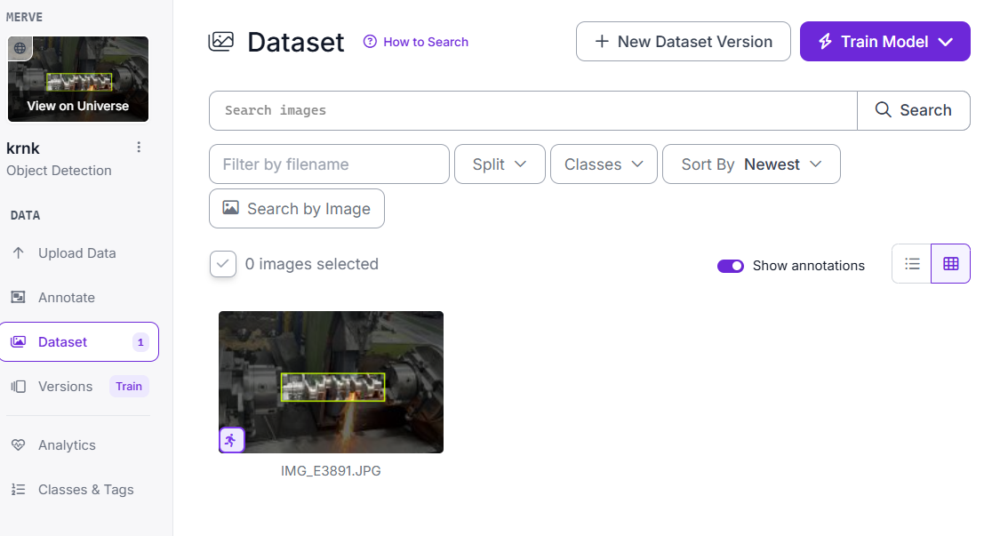 MERVE
View on Universe
krnk
Object Detection
DATA
Upload Data
Annotate
Dataset 1
Versions Train
Analytics
Classes & Tags
Dataset
How to Search
New Dataset Version
Train Model
Search images
Search
Filter by filename
Split
Classes
Sort By Newest
Search by Image
0 images selected
Show annotations
IMG_E3891.JPG